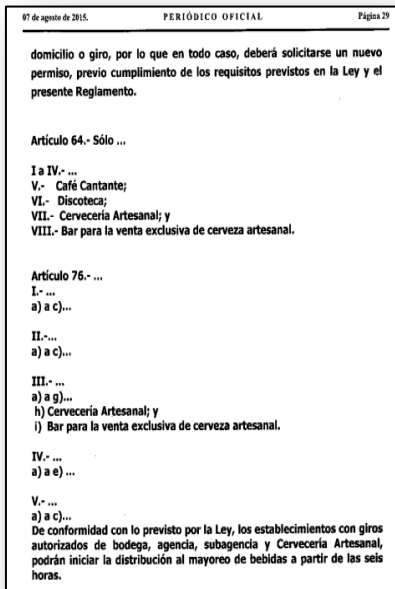 07 de agosto de 2015. PERIÓDICO OFICIAL Página 29
domicilio o giro, por lo que en todo caso, deberá solicitarse un nuevo
permiso, previo cumplimiento de los requisitos previstos en la Ley y el
presente Reglamento.
Artículo 64.- Sólo ...
I a IV.- ...
V.- Café Cantante;
VI.- Discoteca;
VII.- Cervecería Artesanal; y
VIII.- Bar para la venta exclusiva de cerveza artesanal.
Artículo 76.- ...
I.- ...
a) a c)...
II.-...
a) a c)...
III.- ...
a) a g)...
h) Cervecería Artesanal; y
i) Bar para la venta exclusiva de cerveza artesanal.
IV.- ...
a) a e) ...
V.- ...
a) a c)...
De conformidad con lo previsto por la Ley, los establecimientos con giros
autorizados de bodega, agencia, subagencia y Cervecería Artesanal,
podrán iniciar la distribución al mayoreo de bebidas a partir de las seis
horas.